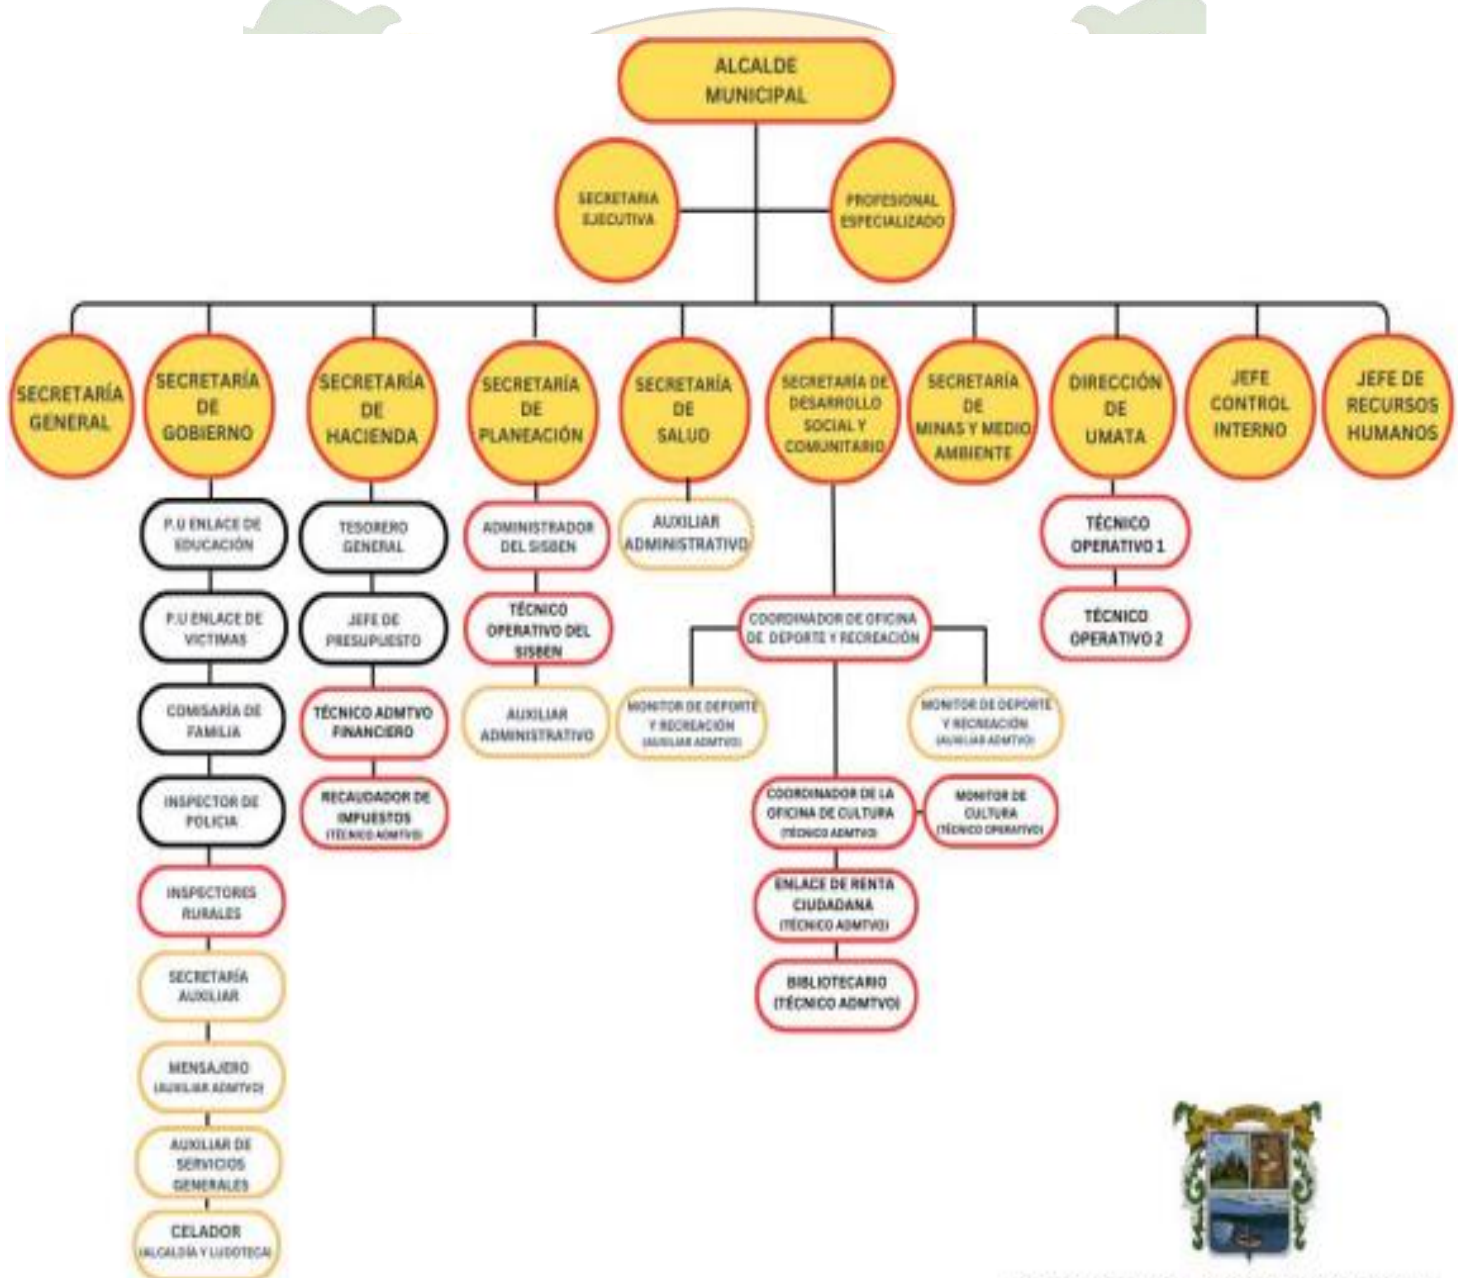 ALCALDE
MUNICIPAL
SECRETARIA
EJECUTIVA
PROFESIONAL
ESPECIALIZADO
SECRETARÍA
GENERAL
SECRETARÍA
DE
GOBIERNO
SECRETARÍA
DE
HACIENDA
SECRETARÍA
DE
PLANEACIÓN
SECRETARÍA
DE
SALUD
SECRETARÍA DE
DESARROLLO
SOCIAL Y
COMUNITARIO
SECRETARÍA
DE
MINAS Y MEDIO
AMBIENTE
DIRECCIÓN
DE
UMATA
JEFE
CONTROL
INTERNO
JEFE DE
RECURSOS
HUMANOS
P.U ENLACE DE
EDUCACIÓN
P.U ENLACE DE
VICTIMAS
COMISARÍA DE
FAMILIA
INSPECTOR DE
POLICIA
INSPECTORES
RURALES
SECRETARÍA
AUXILIAR
MENSAJERO
(AUXILIAR ADMTVO)
AUXILIAR DE
SERVICIOS
GENERALES
CELADOR
(ALCALDÍA Y LUDOTECA)
TESORERO
GENERAL
JEFE DE
PRESUPUESTO
TÉCNICO ADMTVO
FINANCIERO
RECAUDADOR DE
IMPUESTOS
(TÉCNICO ADMTVO)
ADMINISTRADOR
DEL SISBEN
TÉCNICO
OPERATIVO DEL
SISBEN
AUXILIAR
ADMINISTRATIVO
AUXILIAR
ADMINISTRATIVO
COORDINADOR DE OFICINA
DE DEPORTE Y RECREACIÓN
MONITOR DE DEPORTE
Y RECREACIÓN
(AUXILIAR ADMTVO)
MONITOR DE DEPORTE
Y RECREACIÓN
(AUXILIAR ADMTVO)
COORDINADOR DE LA
OFICINA DE CULTURA
(TÉCNICO ADMTVO)
MONITOR DE
CULTURA
(TÉCNICO OPERATIVO)
ENLACE DE RENTA
CIUDADANA
(TÉCNICO ADMTVO)
BIBLIOTECARIO
(TÉCNICO ADMTVO)
TÉCNICO
OPERATIVO 1
TÉCNICO
OPERATIVO 2